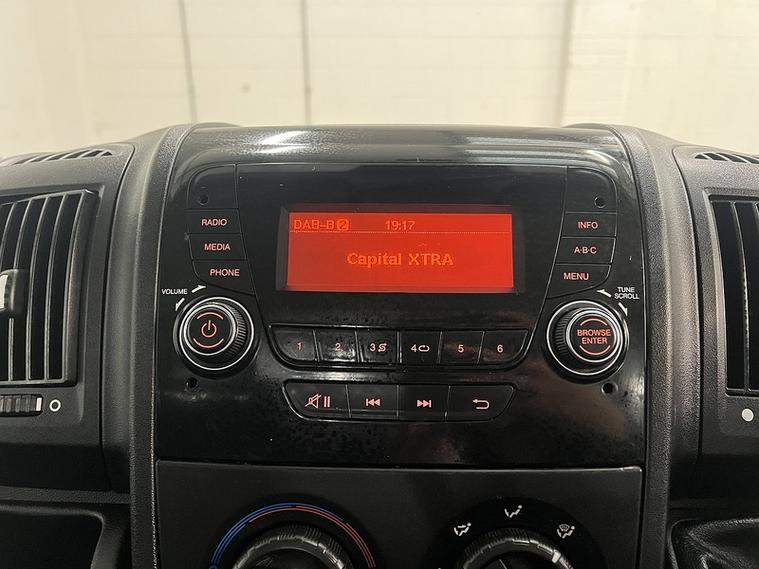 DAB-B 2 19:17
Capital XTRA
RADIO
MEDIA
PHONE
INFO
A·B·C
MENU
VOLUME
TUNE
SCROLL
BROWSE
ENTER
1 2 3 4 5 6